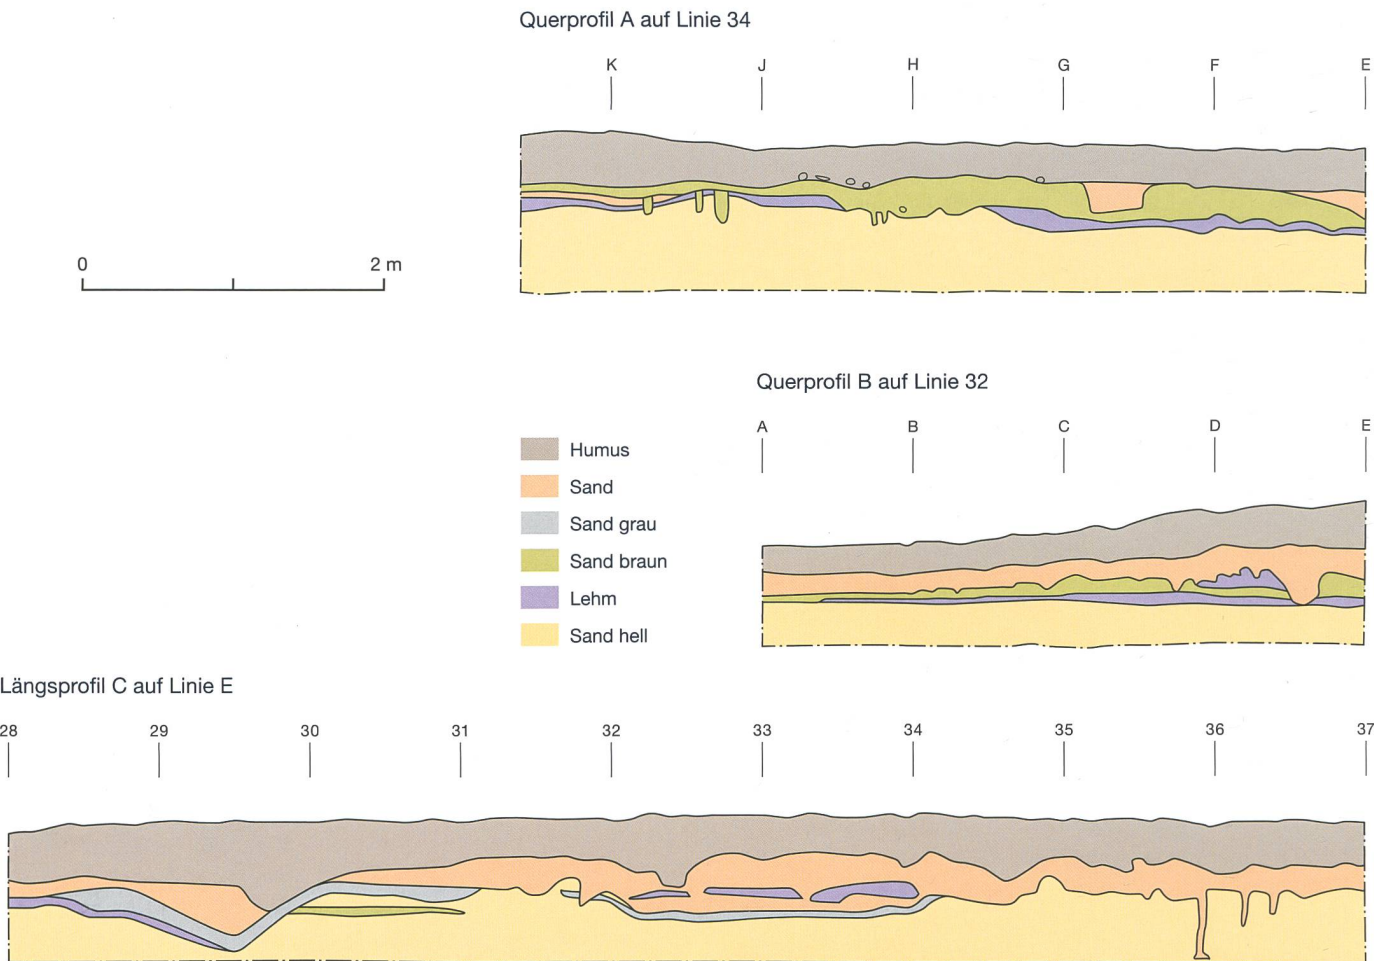 Querprofil A auf Linie 34
K J H G F E
0 2 m
Querprofil B auf Linie 32
A B C D E
Humus
Sand
Sand grau
Sand braun
Lehm
Sand hell
Längsprofil C auf Linie E
28 29 30 31 32 33 34 35 36 37